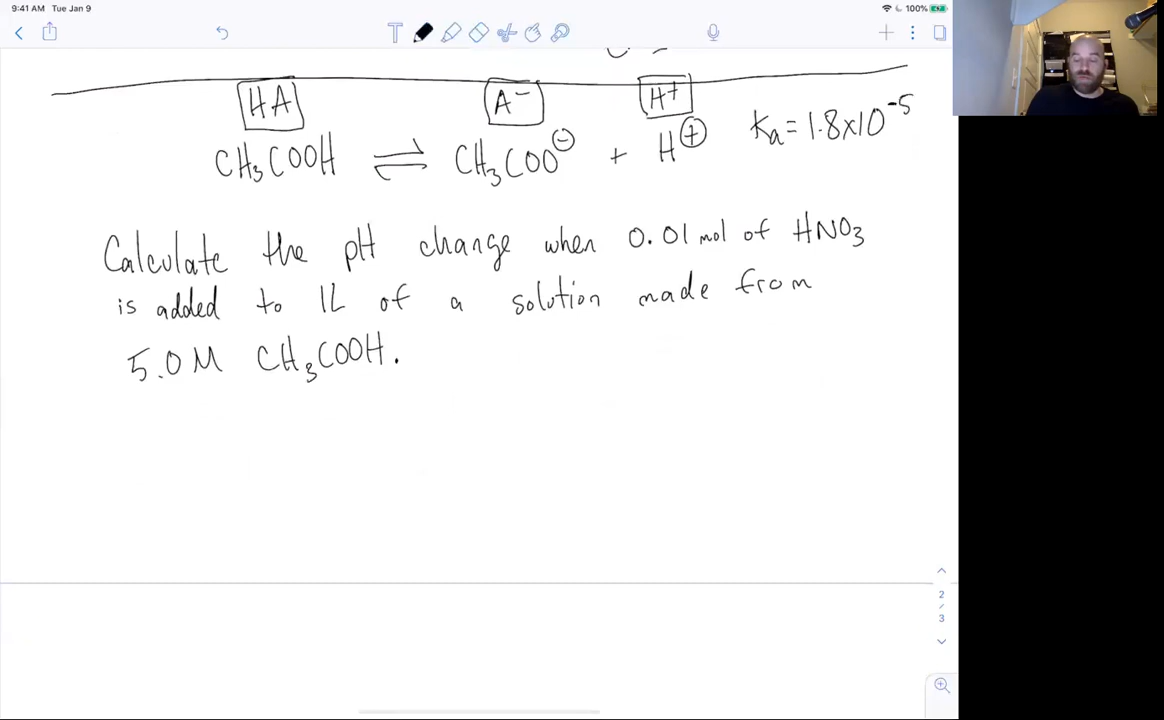 9:41 AM Tue Jan 9
100%
HA A⁻ H⁺
CH₃COOH ⇌ CH₃COO⊖ + H⊕ Ka = 1.8x10⁻⁵
Calculate the pH change when 0.01 mol of HNO₃
is added to 1L of a solution made from
5.0 M CH₃COOH.
2
/
3